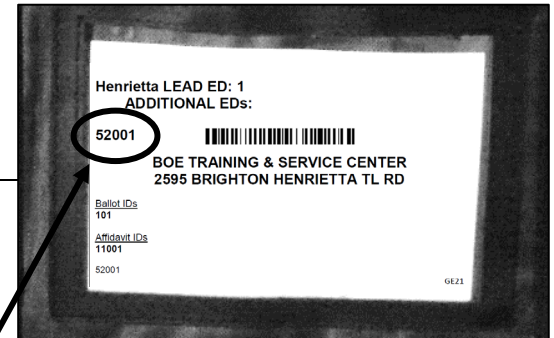 Henrietta LEAD ED: 1
ADDITIONAL EDs:
52001
BOE TRAINING & SERVICE CENTER
2595 BRIGHTON HENRIETTA TL RD
Ballot IDs
101
Affidavit IDs
11001
52001
GE21